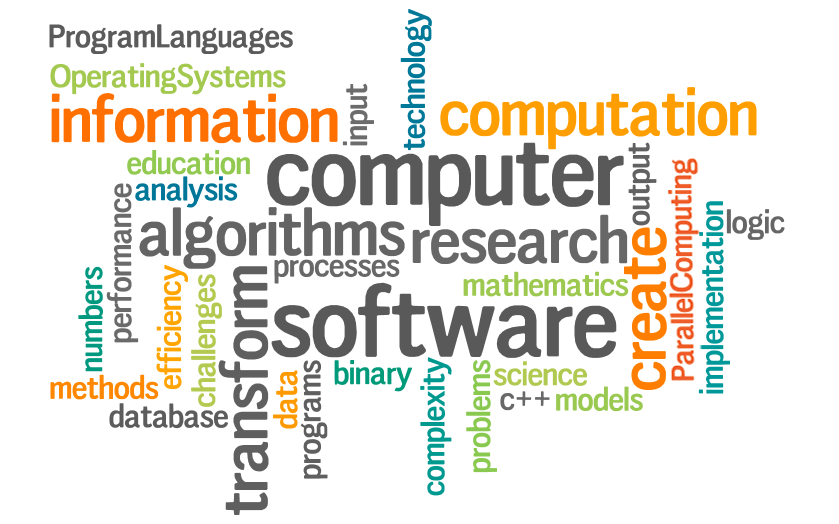 ProgramLanguages
OperatingSystems
information
input
technology
computation
education
analysis
computer
output
ParallelComputing
logic
performance
algorithms
research
create
implementation
processes
mathematics
numbers
efficiency
challenges
transform
software
methods
database
data
programs
binary
complexity
problems
science
c++
models